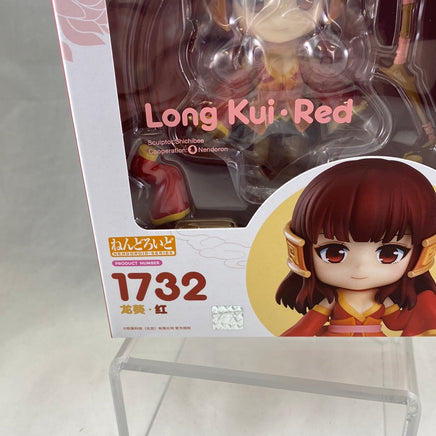 Long Kui・Red
Sculptor:Shichibee
Cooperation: Nendoron
ねんどろいど
NENDOROID SERIES
PRODUCT NUMBER
1732
龙葵・红